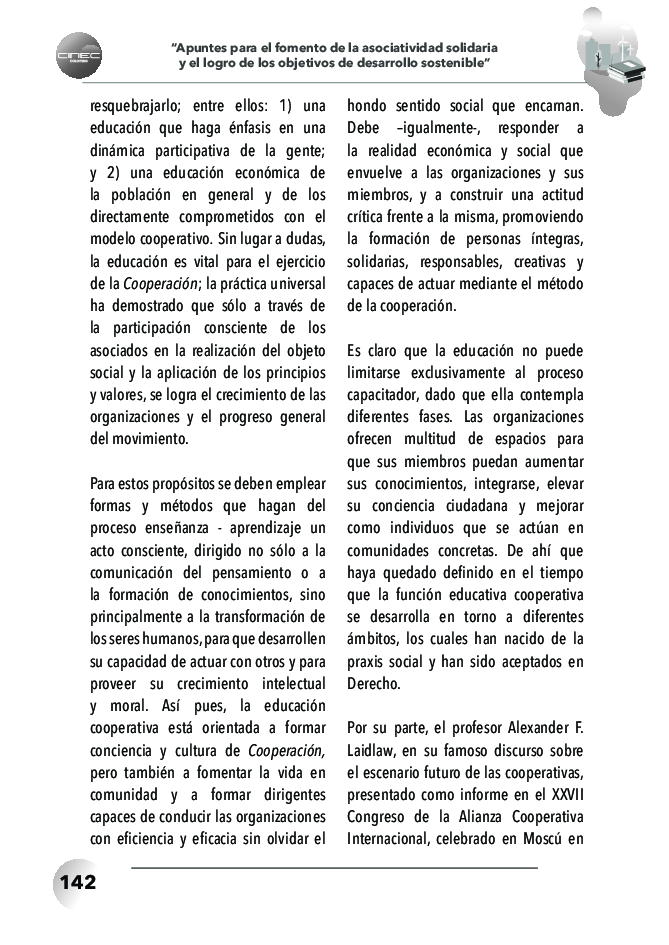 CINEC
COLOMBIA
“Apuntes para el fomento de la asociatividad solidaria
y el logro de los objetivos de desarrollo sostenible”
resquebrajarlo; entre ellos: 1) una
educación que haga énfasis en una
dinámica participativa de la gente;
y 2) una educación económica de
la población en general y de los
directamente comprometidos con el
modelo cooperativo. Sin lugar a dudas,
la educación es vital para el ejercicio
de la Cooperación; la práctica universal
ha demostrado que sólo a través de
la participación consciente de los
asociados en la realización del objeto
social y la aplicación de los principios
y valores, se logra el crecimiento de las
organizaciones y el progreso general
del movimiento.
Para estos propósitos se deben emplear
formas y métodos que hagan del
proceso enseñanza - aprendizaje un
acto consciente, dirigido no sólo a la
comunicación del pensamiento o a
la formación de conocimientos, sino
principalmente a la transformación de
los seres humanos, para que desarrollen
su capacidad de actuar con otros y para
proveer su crecimiento intelectual
y moral. Así pues, la educación
cooperativa está orientada a formar
conciencia y cultura de Cooperación,
pero también a fomentar la vida en
comunidad y a formar dirigentes
capaces de conducir las organizaciones
con eficiencia y eficacia sin olvidar el
hondo sentido social que encarnan.
Debe –igualmente-, responder a
la realidad económica y social que
envuelve a las organizaciones y sus
miembros, y a construir una actitud
crítica frente a la misma, promoviendo
la formación de personas íntegras,
solidarias, responsables, creativas y
capaces de actuar mediante el método
de la cooperación.
Es claro que la educación no puede
limitarse exclusivamente al proceso
capacitador, dado que ella contempla
diferentes fases. Las organizaciones
ofrecen multitud de espacios para
que sus miembros puedan aumentar
sus conocimientos, integrarse, elevar
su conciencia ciudadana y mejorar
como individuos que se actúan en
comunidades concretas. De ahí que
haya quedado definido en el tiempo
que la función educativa cooperativa
se desarrolla en torno a diferentes
ámbitos, los cuales han nacido de la
praxis social y han sido aceptados en
Derecho.
Por su parte, el profesor Alexander F.
Laidlaw, en su famoso discurso sobre
el escenario futuro de las cooperativas,
presentado como informe en el XXVII
Congreso de la Alianza Cooperativa
Internacional, celebrado en Moscú en
142